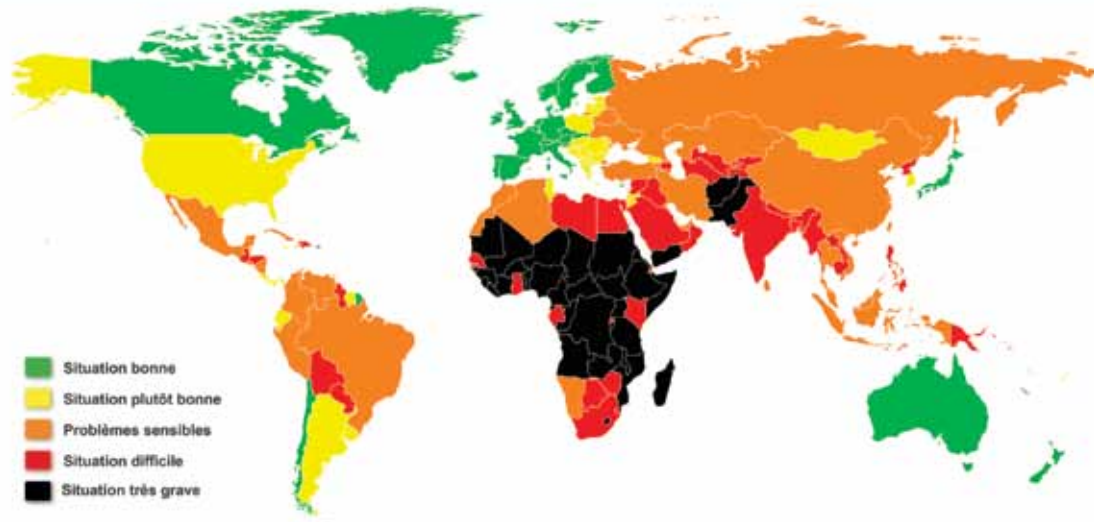 Situation bonne
Situation plutôt bonne
Problèmes sensibles
Situation difficile
Situation très grave